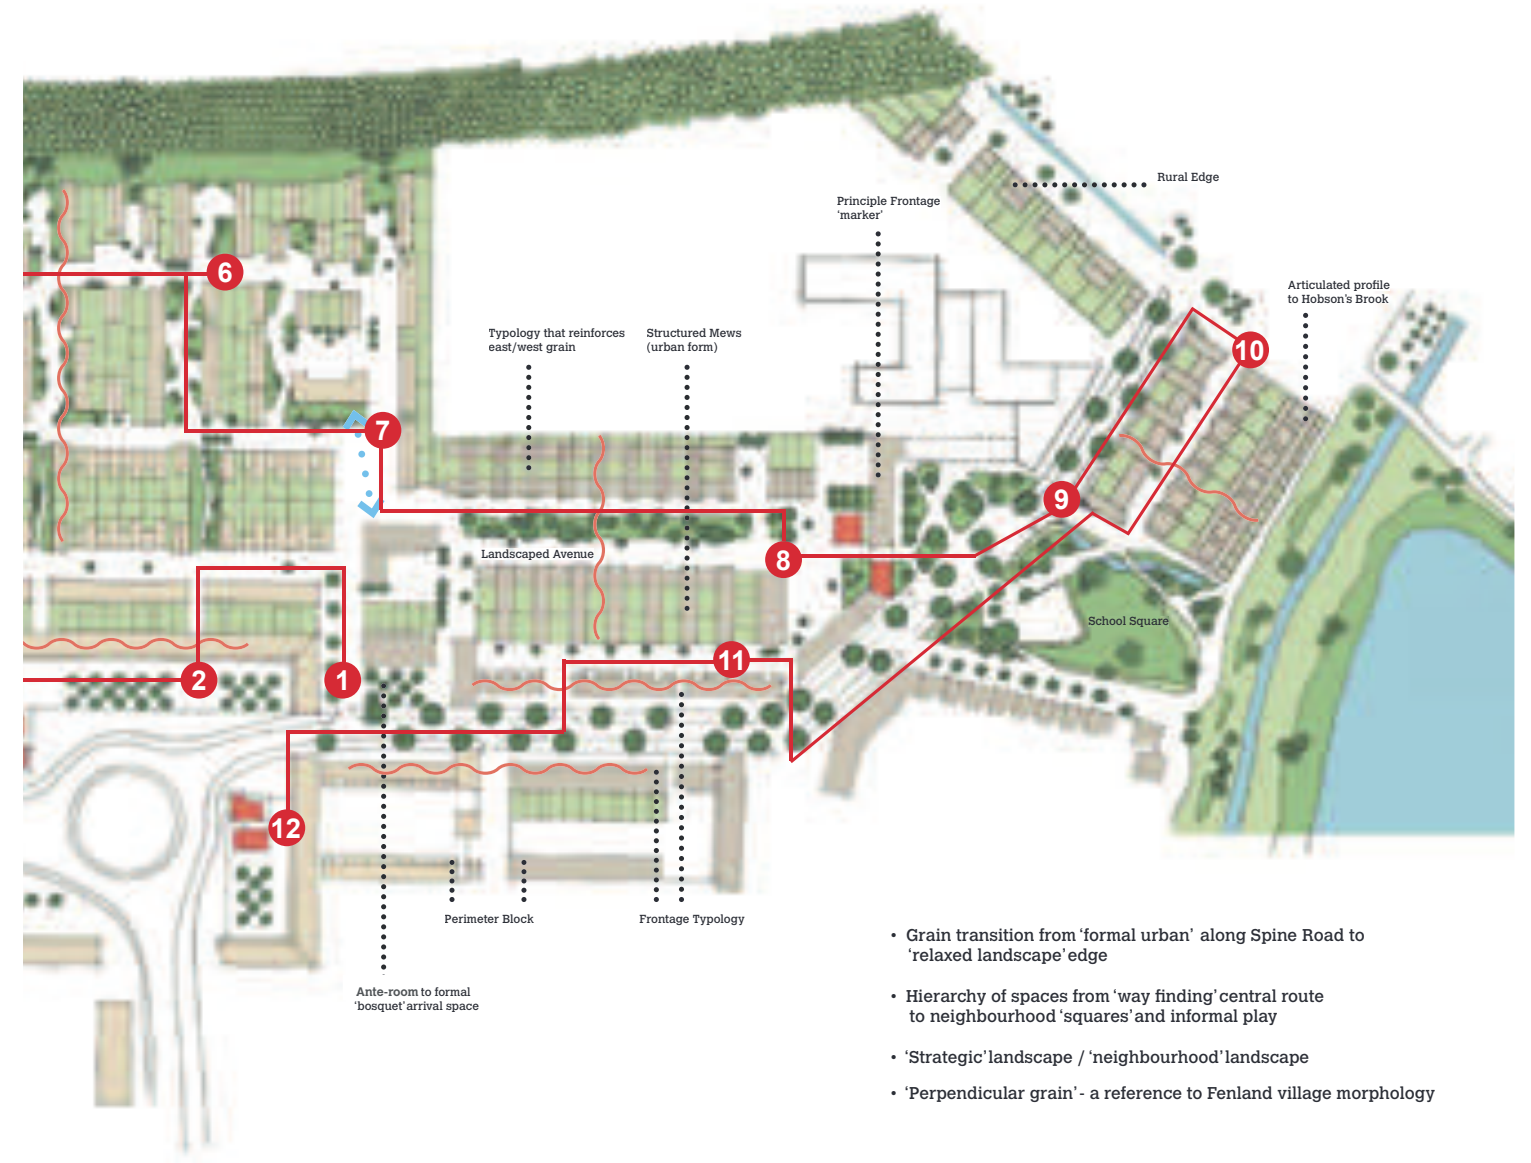 Rural Edge
Principle Frontage
‘marker’
6
Articulated profile
to Hobson’s Brook
Typology that reinforces
east/west grain
Structured Mews
(urban form)
10
7
9
Landscaped Avenue
8
School Square
11
2
1
12
Perimeter Block
Frontage Typology
Ante-room to formal
‘bosquet’ arrival space
• Grain transition from ‘formal urban’ along Spine Road to
‘relaxed landscape’ edge
• Hierarchy of spaces from ‘way finding’ central route
to neighbourhood ‘squares’ and informal play
• ‘Strategic’ landscape / ‘neighbourhood’ landscape
• ‘Perpendicular grain’ - a reference to Fenland village morphology